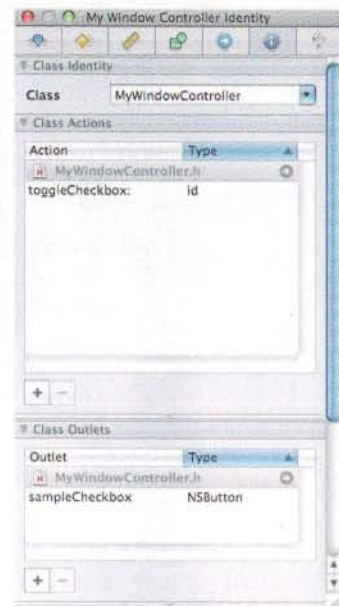 My Window Controller Identity
Class Identity
Class MyWindowController
Class Actions
Action Type
MyWindowController.h
toggleCheckbox: id
+ −
Class Outlets
Outlet Type
MyWindowController.h
sampleCheckbox NSButton
+ −